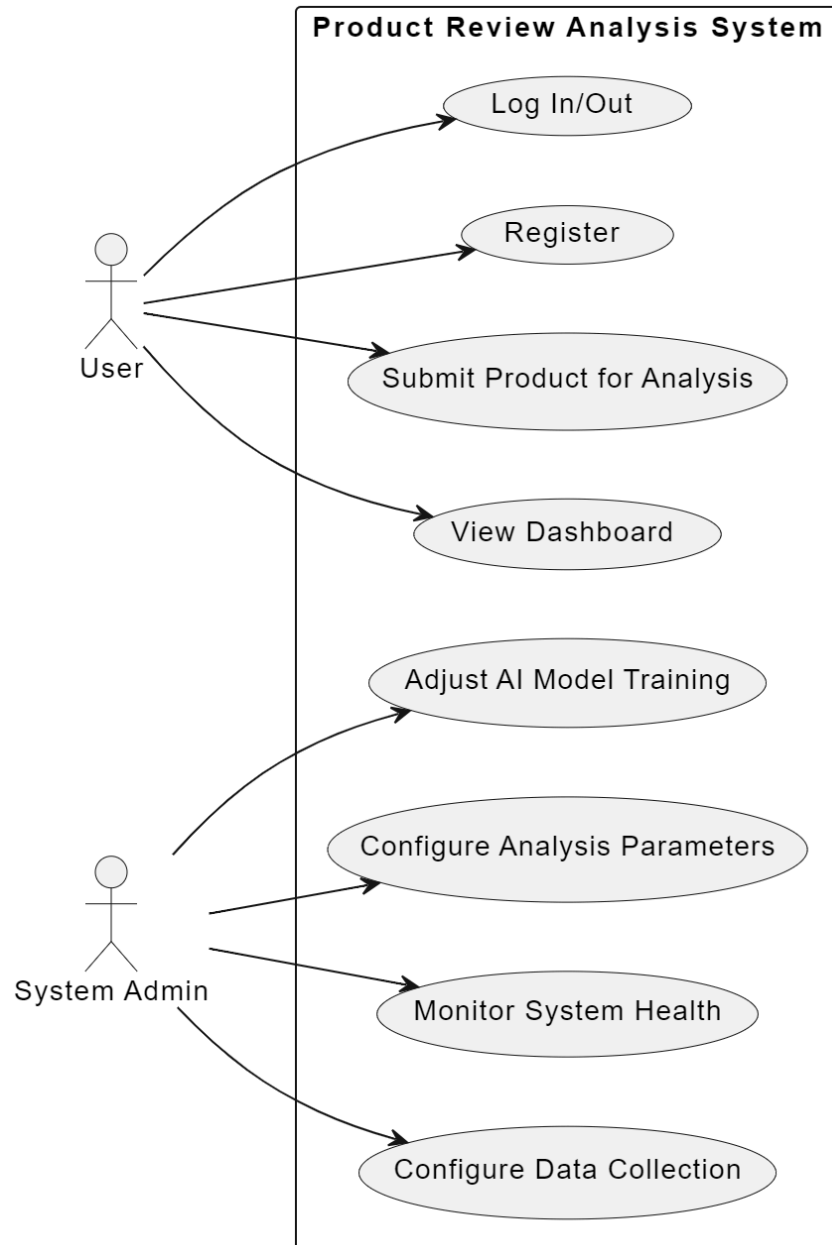 Product Review Analysis System
Log In/Out
Register
User
Submit Product for Analysis
View Dashboard
Adjust AI Model Training
Configure Analysis Parameters
System Admin
Monitor System Health
Configure Data Collection